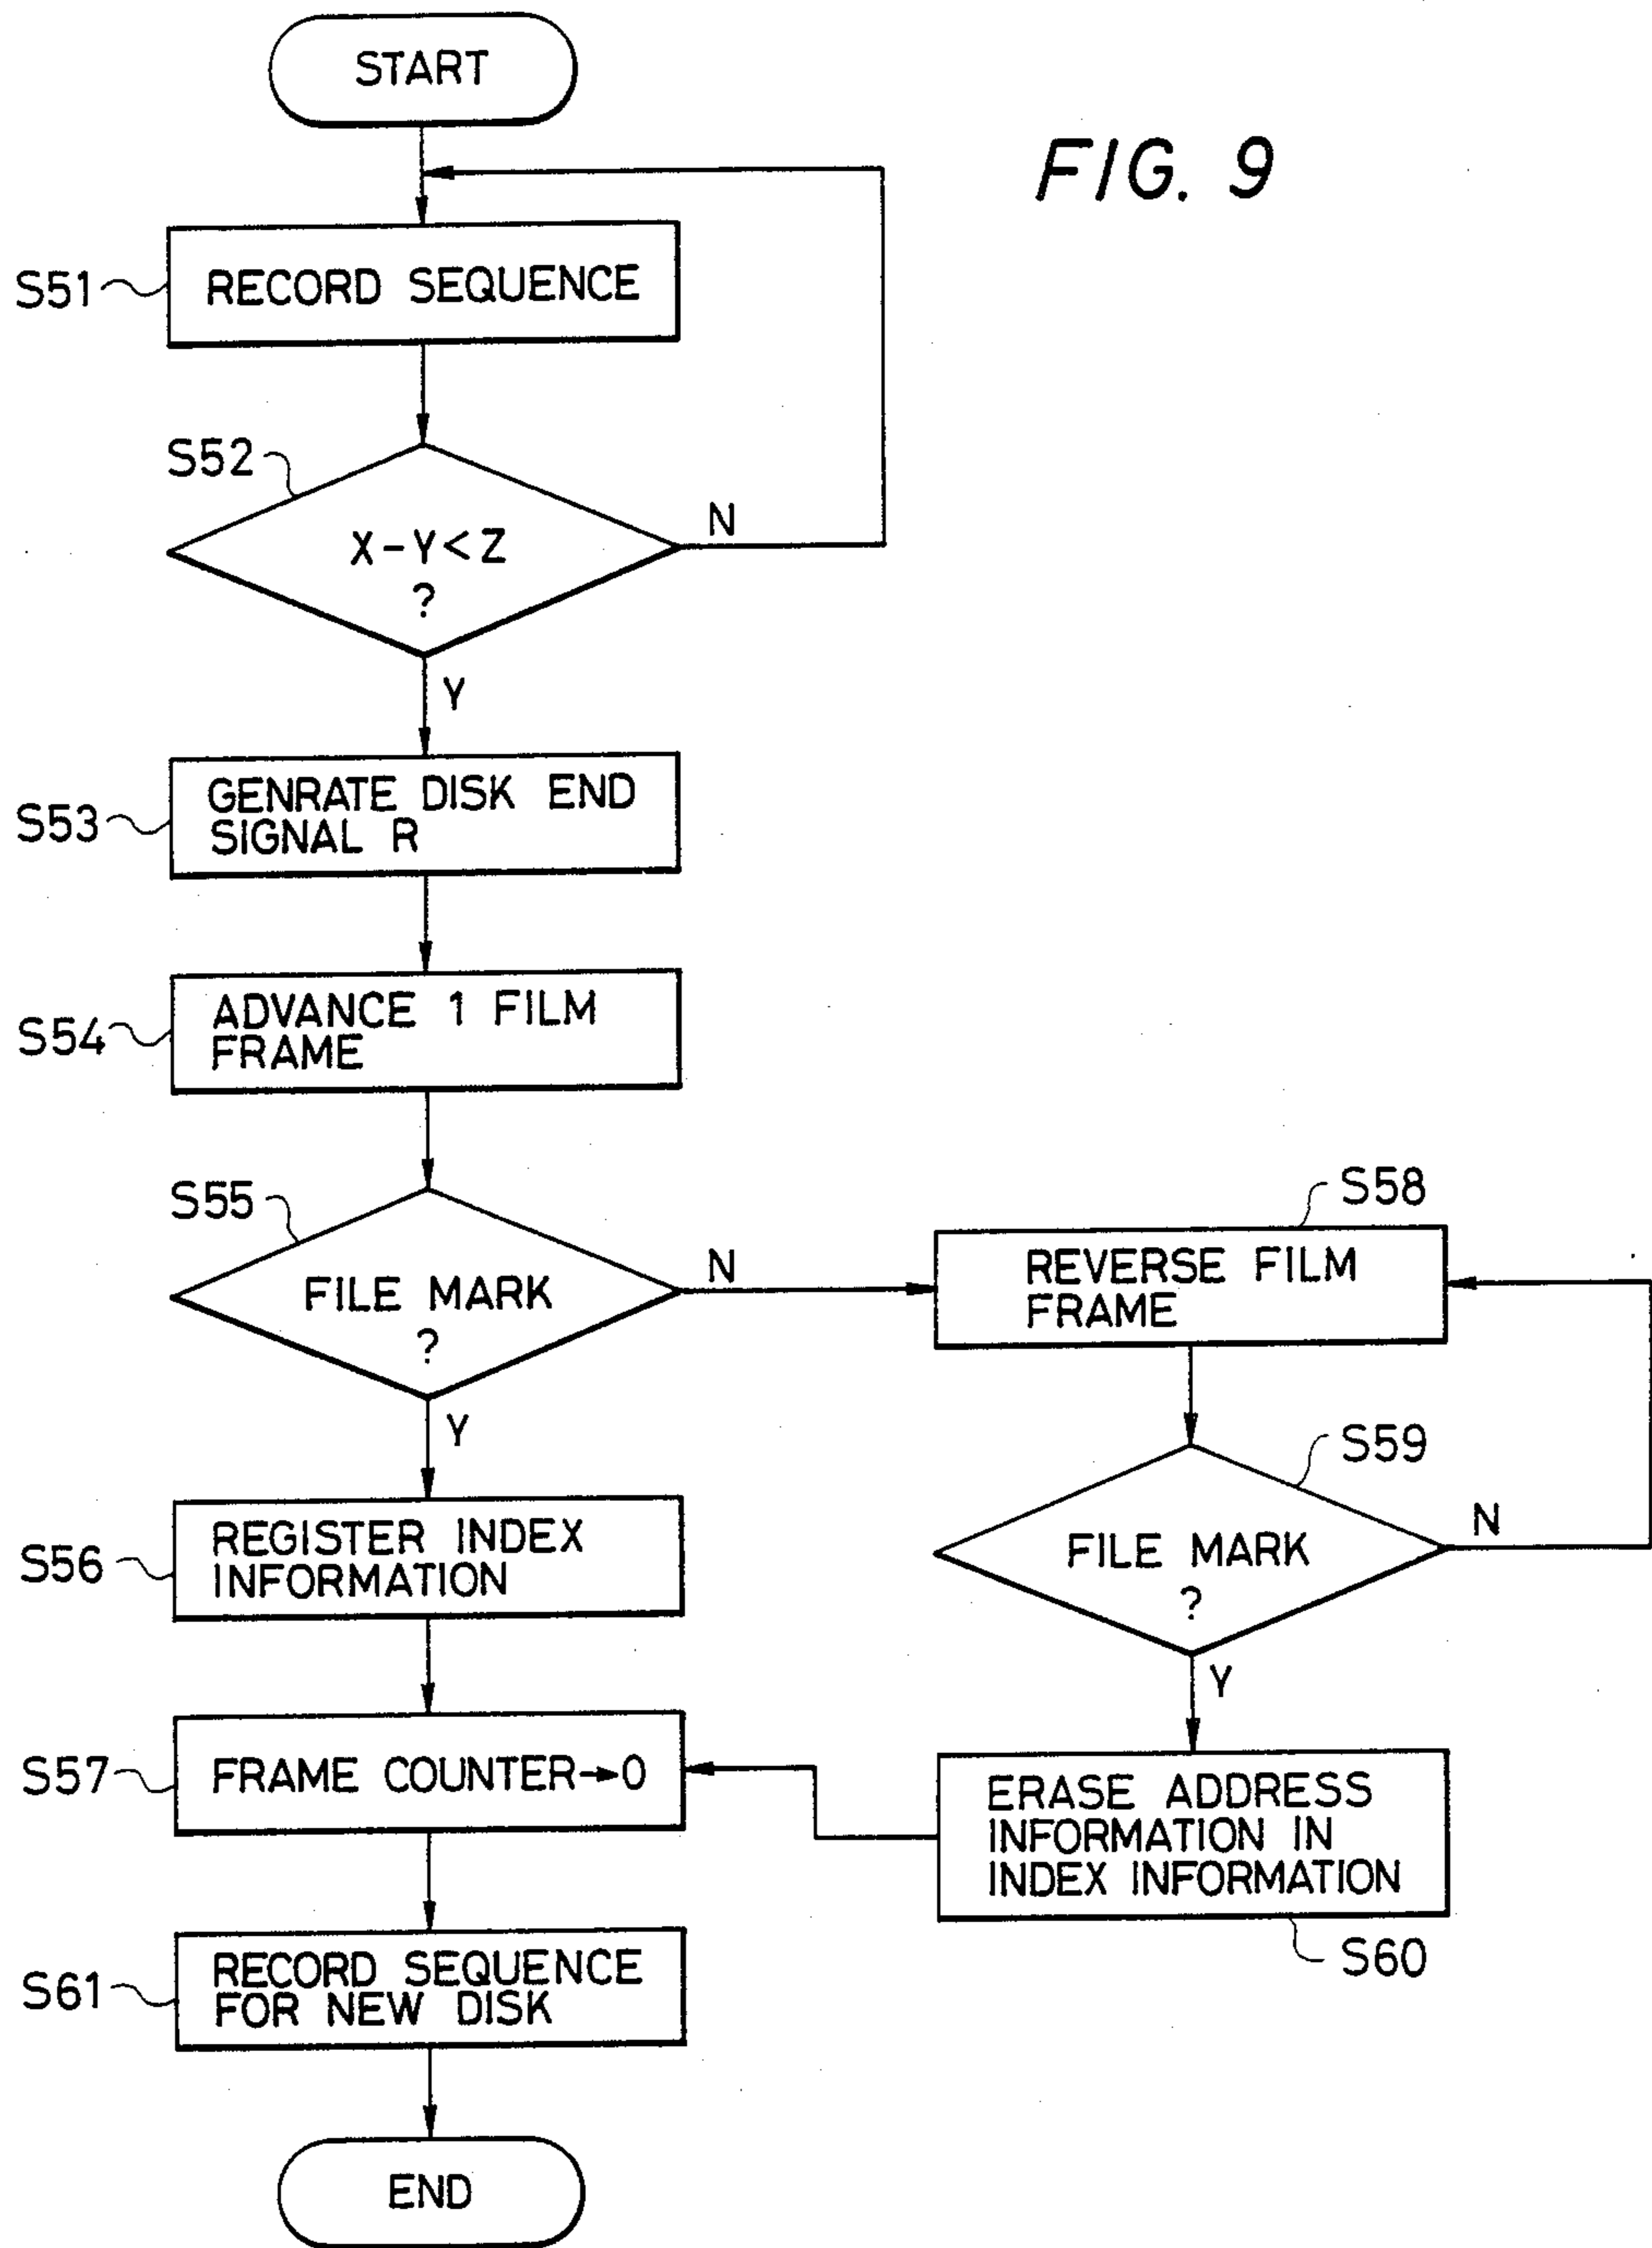 START
FIG. 9
S51
RECORD SEQUENCE
S52
X-Y<Z
?
N
Y
S53
GENRATE DISK END
SIGNAL R
S54
ADVANCE 1 FILM
FRAME
S55
FILE MARK
?
N
Y
S58
REVERSE FILM
FRAME
S59
FILE MARK
?
N
Y
S56
REGISTER INDEX
INFORMATION
S57
FRAME COUNTER→0
S60
ERASE ADDRESS
INFORMATION IN
INDEX INFORMATION
S61
RECORD SEQUENCE
FOR NEW DISK
END